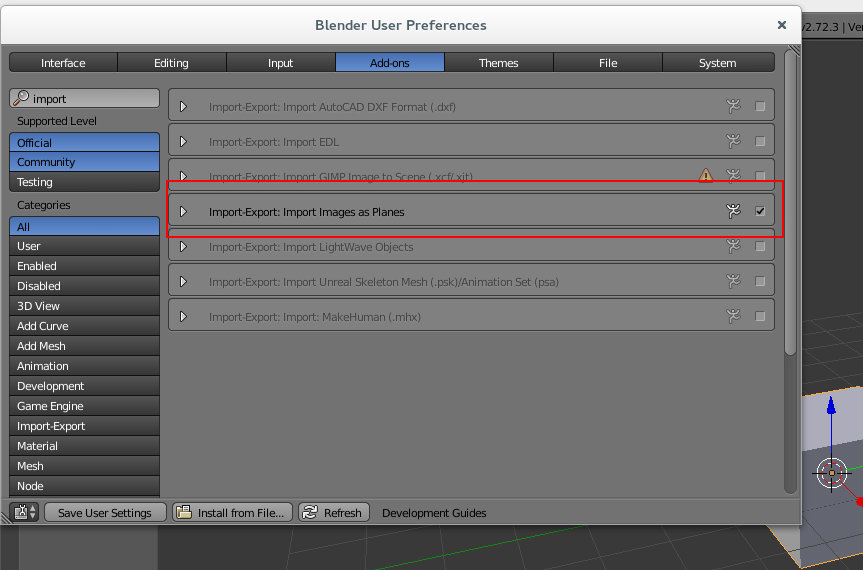 Blender User Preferences
v2.72.3 | Ve
Interface
Editing
Input
Add-ons
Themes
File
System
import
Supported Level
Official
Community
Testing
Categories
All
User
Enabled
Disabled
3D View
Add Curve
Add Mesh
Animation
Development
Game Engine
Import-Export
Material
Mesh
Node
Import-Export: Import AutoCAD DXF Format (.dxf)
Import-Export: Import EDL
Import-Export: Import GIMP Image to Scene (.xcf/.xjt)
Import-Export: Import Images as Planes
Import-Export: Import LightWave Objects
Import-Export: Import Unreal Skeleton Mesh (.psk)/Animation Set (psa)
Import-Export: Import: MakeHuman (.mhx)
Save User Settings
Install from File...
Refresh
Development Guides